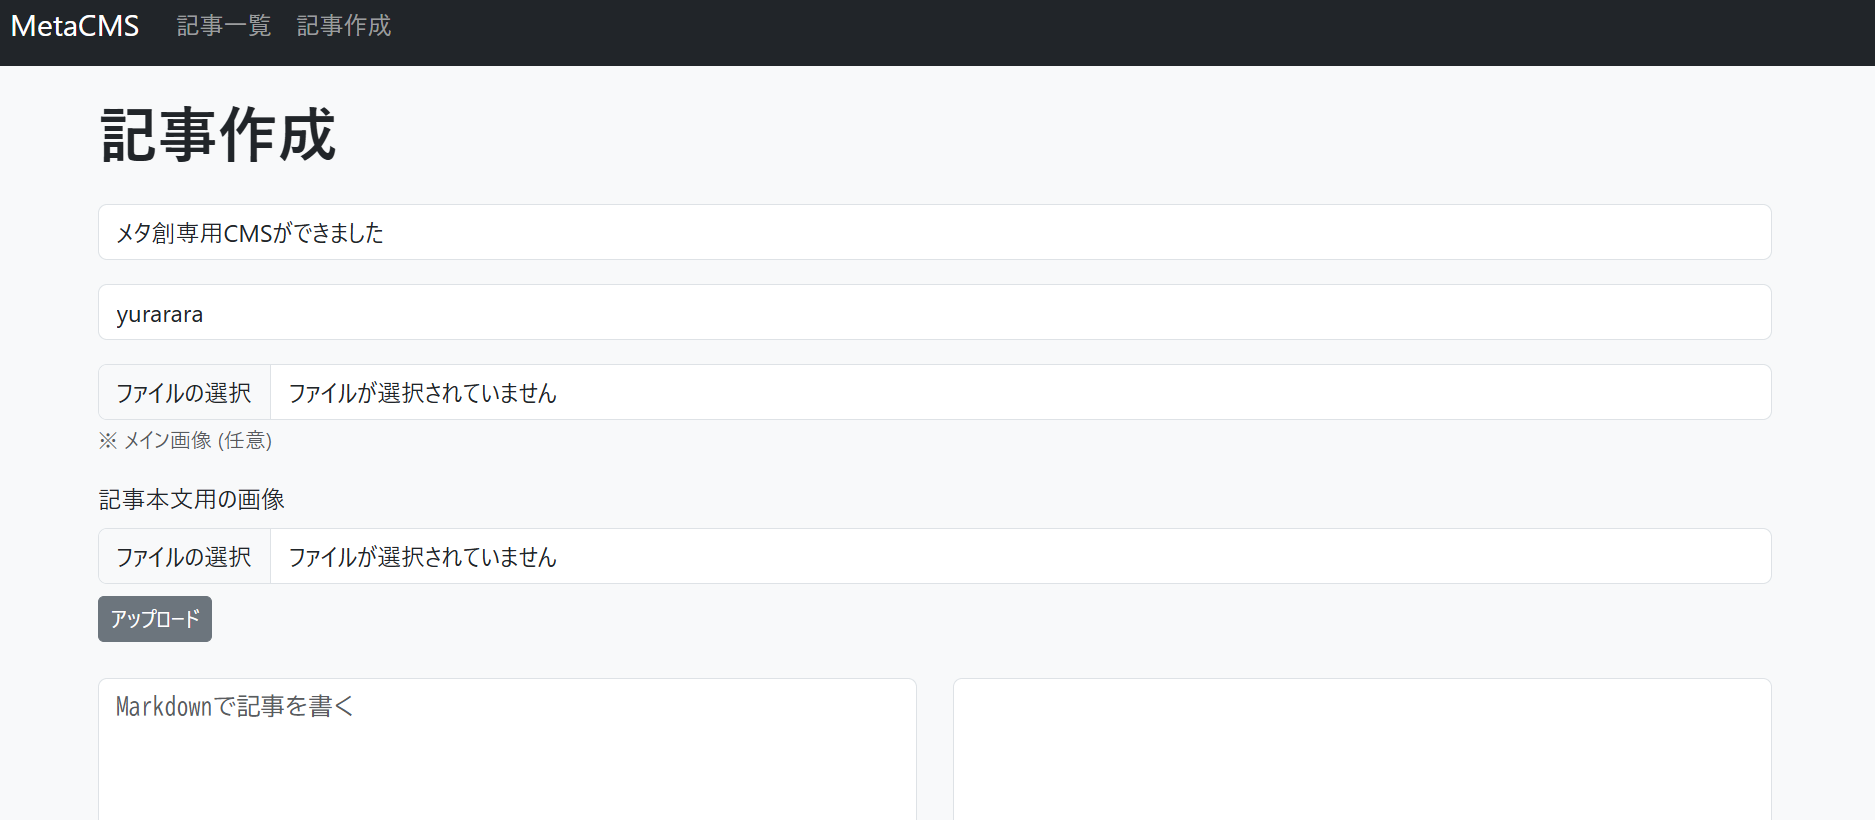 MetaCMS 記事一覧 記事作成
記事作成
メタ創専用CMSができました
yurarara
ファイルの選択 ファイルが選択されていません
※ メイン画像 (任意)
記事本文用の画像
ファイルの選択 ファイルが選択されていません
アップロード
Markdownで記事を書く